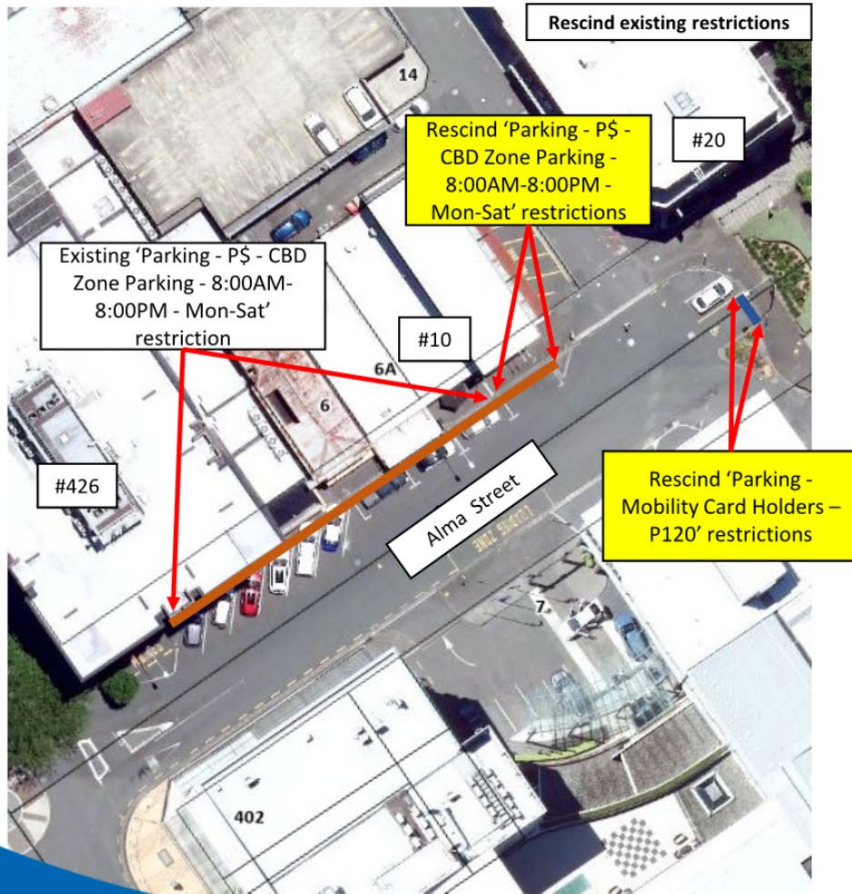 Rescind existing restrictions
14
Rescind ‘Parking - P$ -
CBD Zone Parking -
8:00AM-8:00PM -
Mon-Sat’ restrictions
#20
Existing ‘Parking - P$ - CBD
Zone Parking - 8:00AM-
8:00PM - Mon-Sat’
restriction
#10
6A
6
#426
Alma Street
Rescind ‘Parking -
Mobility Card Holders –
P120’ restrictions
LOADING ZONE
7
402